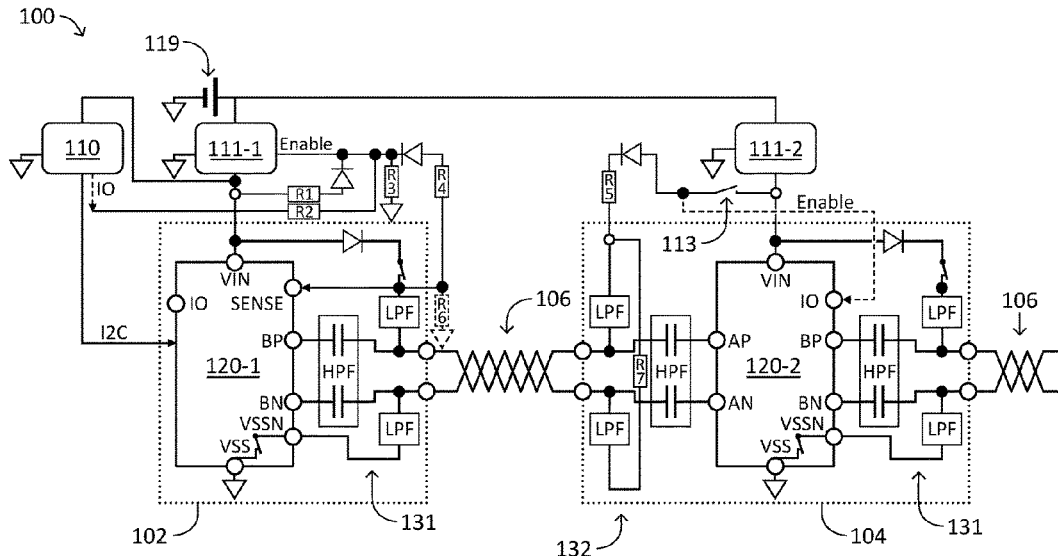 100
119
110
111-1
Enable
111-2
IO
R1
R2
R3
R4
R5
Enable
113
VIN
SENSE
IO
R6
LPF
106
I2C
BP
HPF
120-1
BN
VSSN
VSS
LPF
LPF
R7
HPF
AP
AN
LPF
VIN
IO
LPF
106
BP
HPF
120-2
BN
VSSN
VSS
LPF
102
131
132
104
131